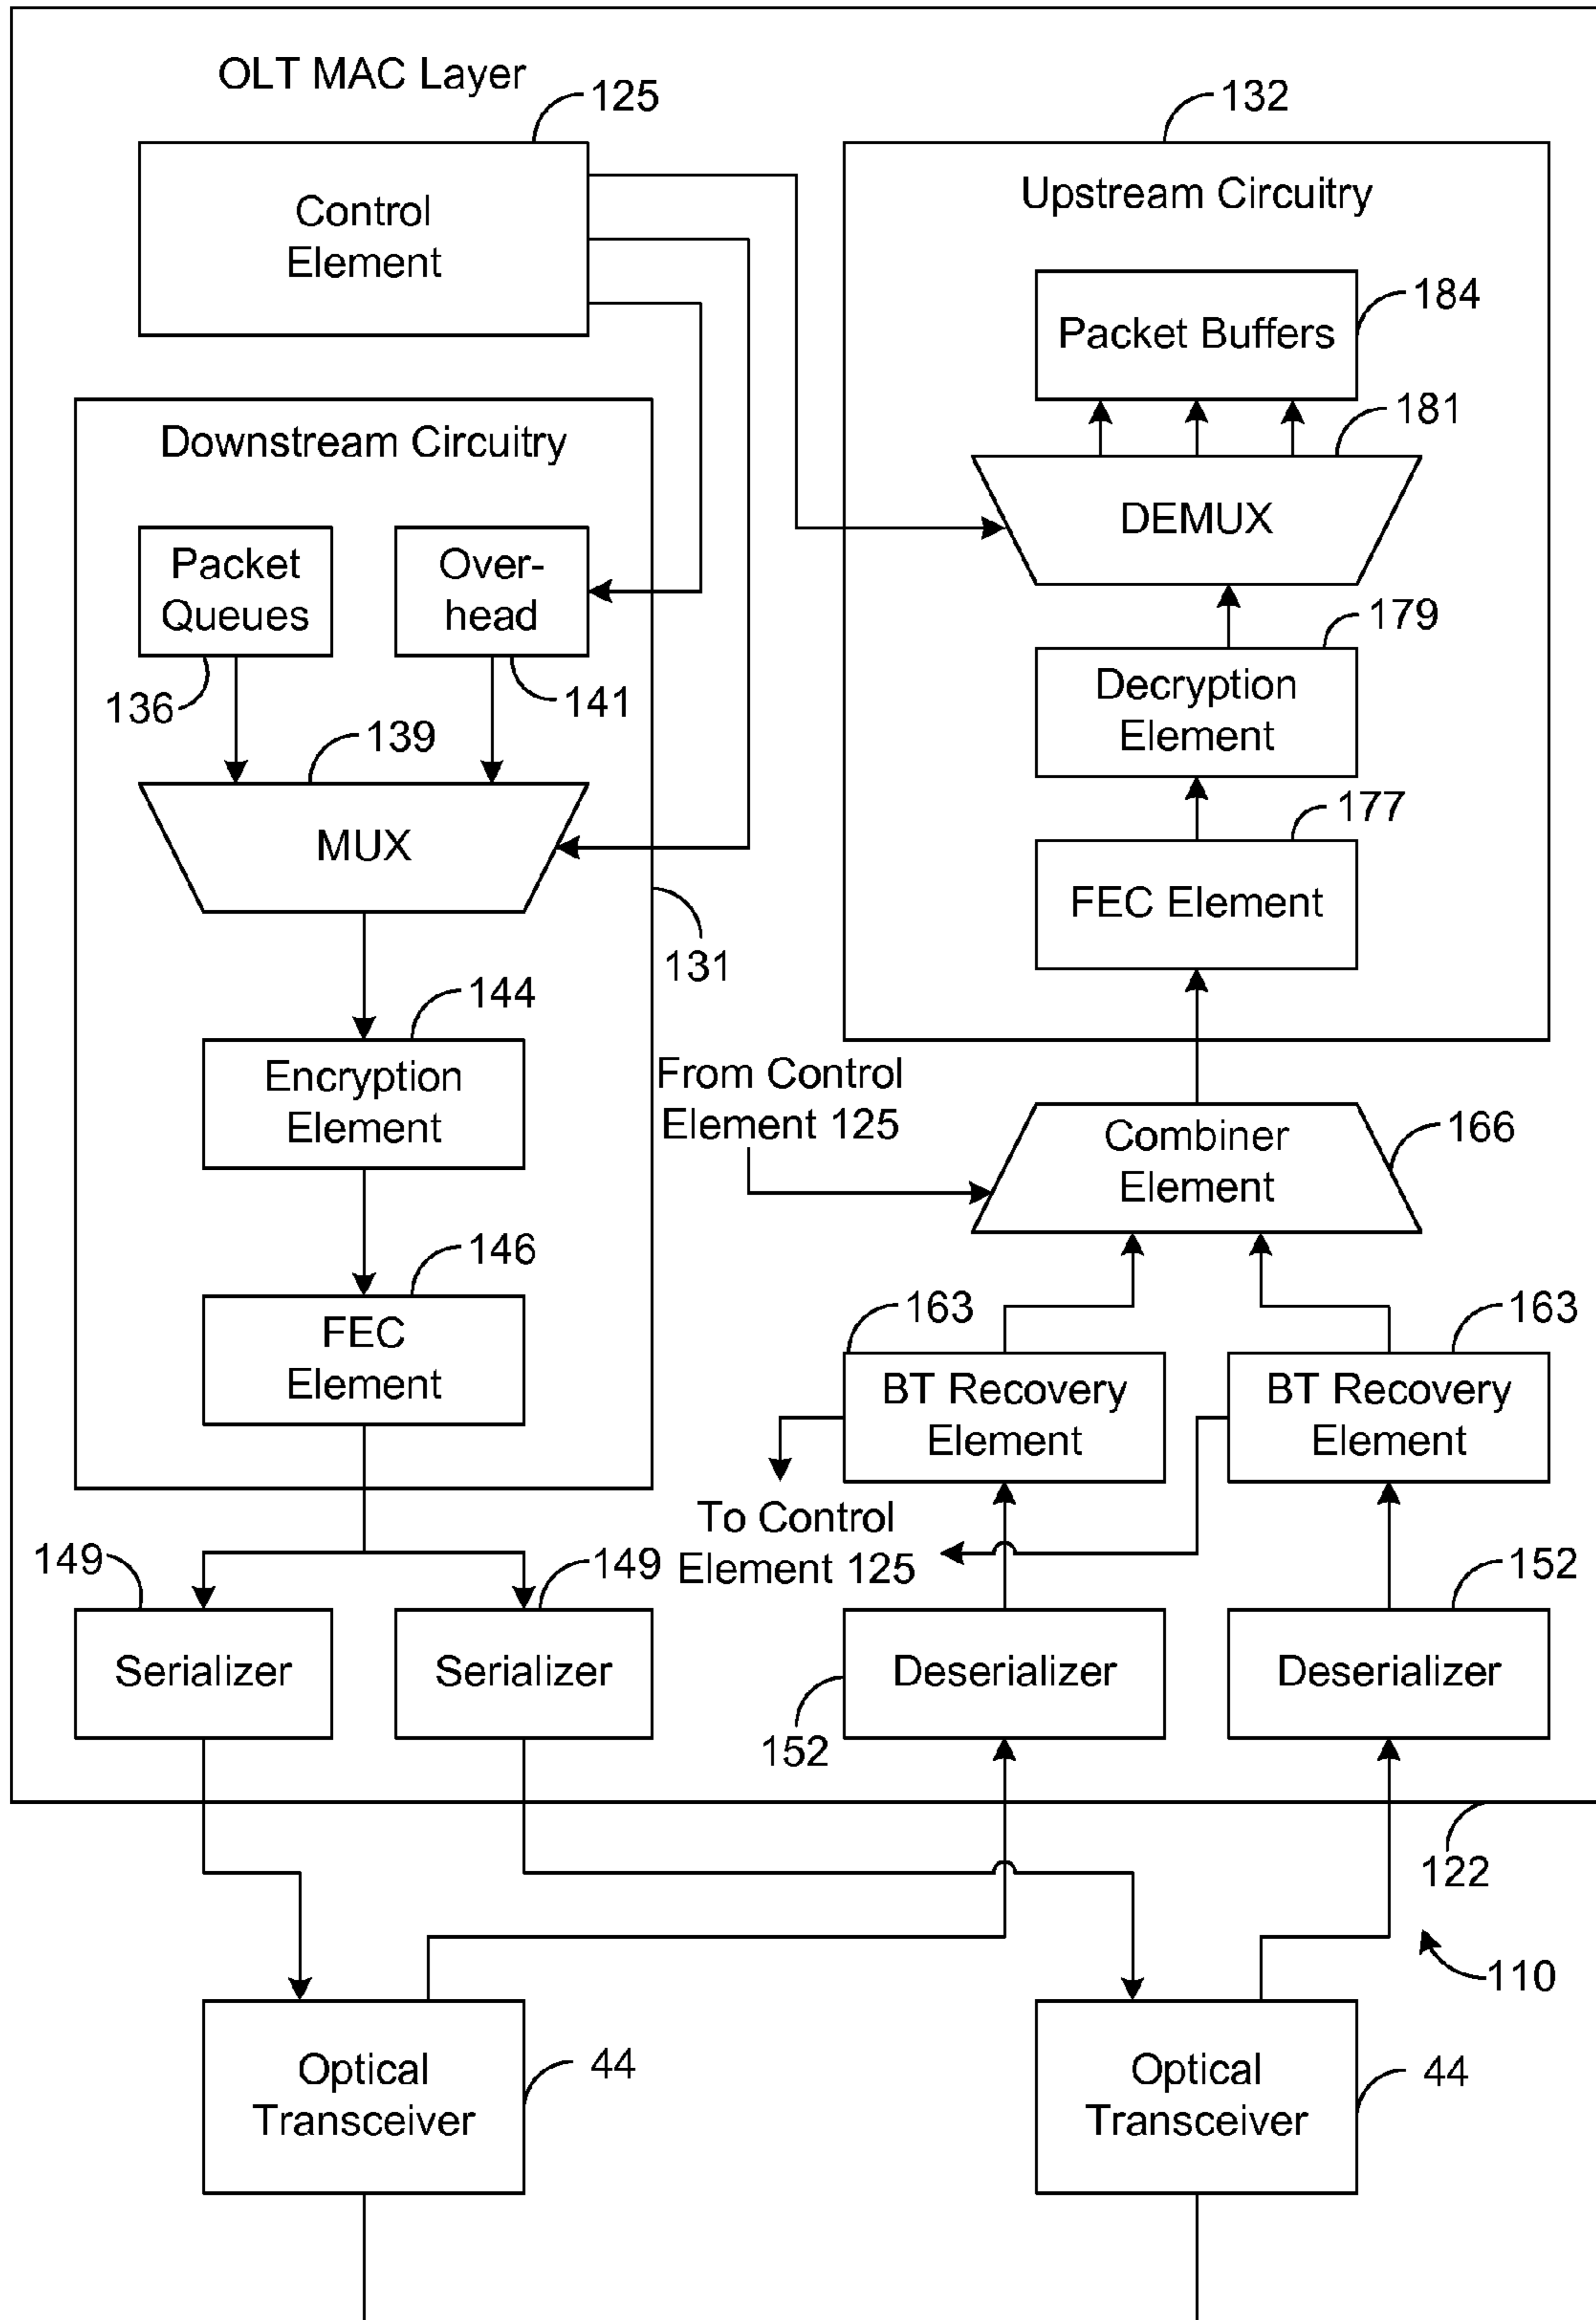 OLT MAC Layer
125
132
Control
Element
Upstream Circuitry
184
Packet Buffers
181
Downstream Circuitry
DEMUX
Packet
Queues
Over-
head
179
136
141
Decryption
Element
139
177
MUX
FEC Element
131
144
Encryption
Element
From Control
Element 125
Combiner
Element
166
146
163
163
FEC
Element
BT Recovery
Element
BT Recovery
Element
To Control
Element 125
149
149
152
Serializer
Serializer
Deserializer
Deserializer
152
122
110
Optical
Transceiver
44
Optical
Transceiver
44